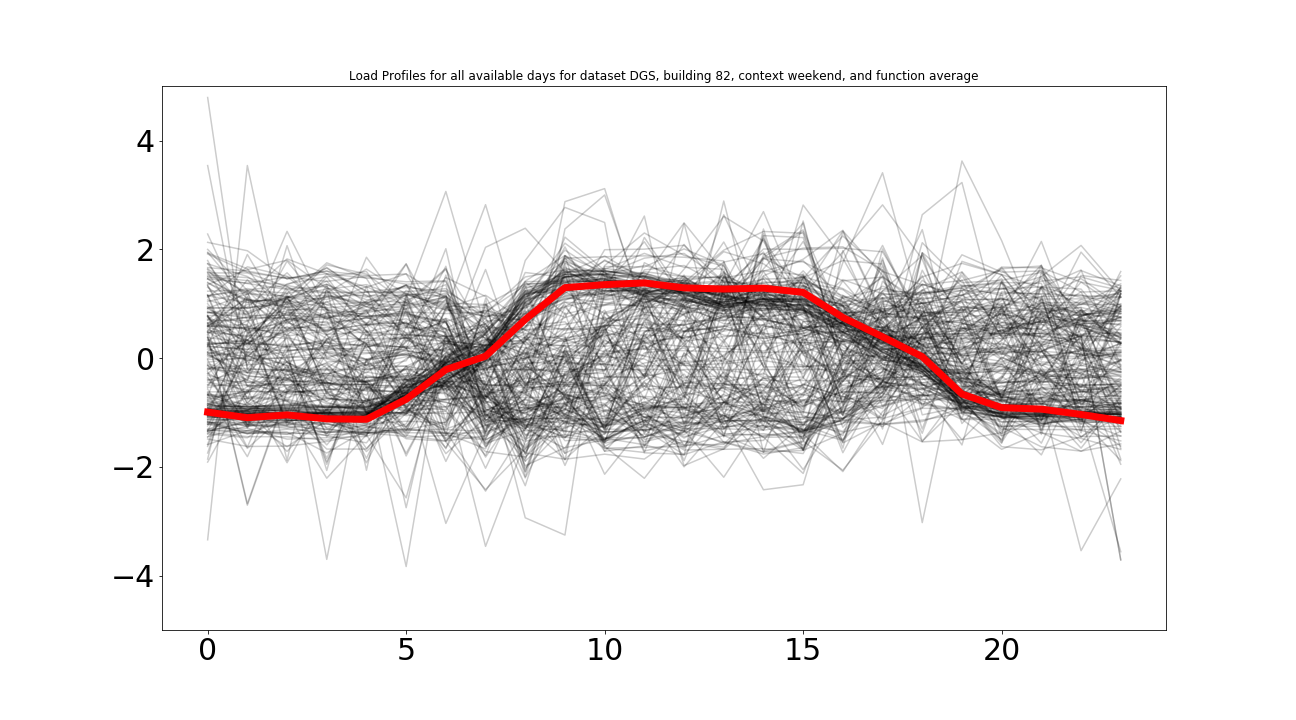 Load Profiles for all available days for dataset DGS, building 82, context weekend, and function average
4
2
0
−2
−4
0 5 10 15 20